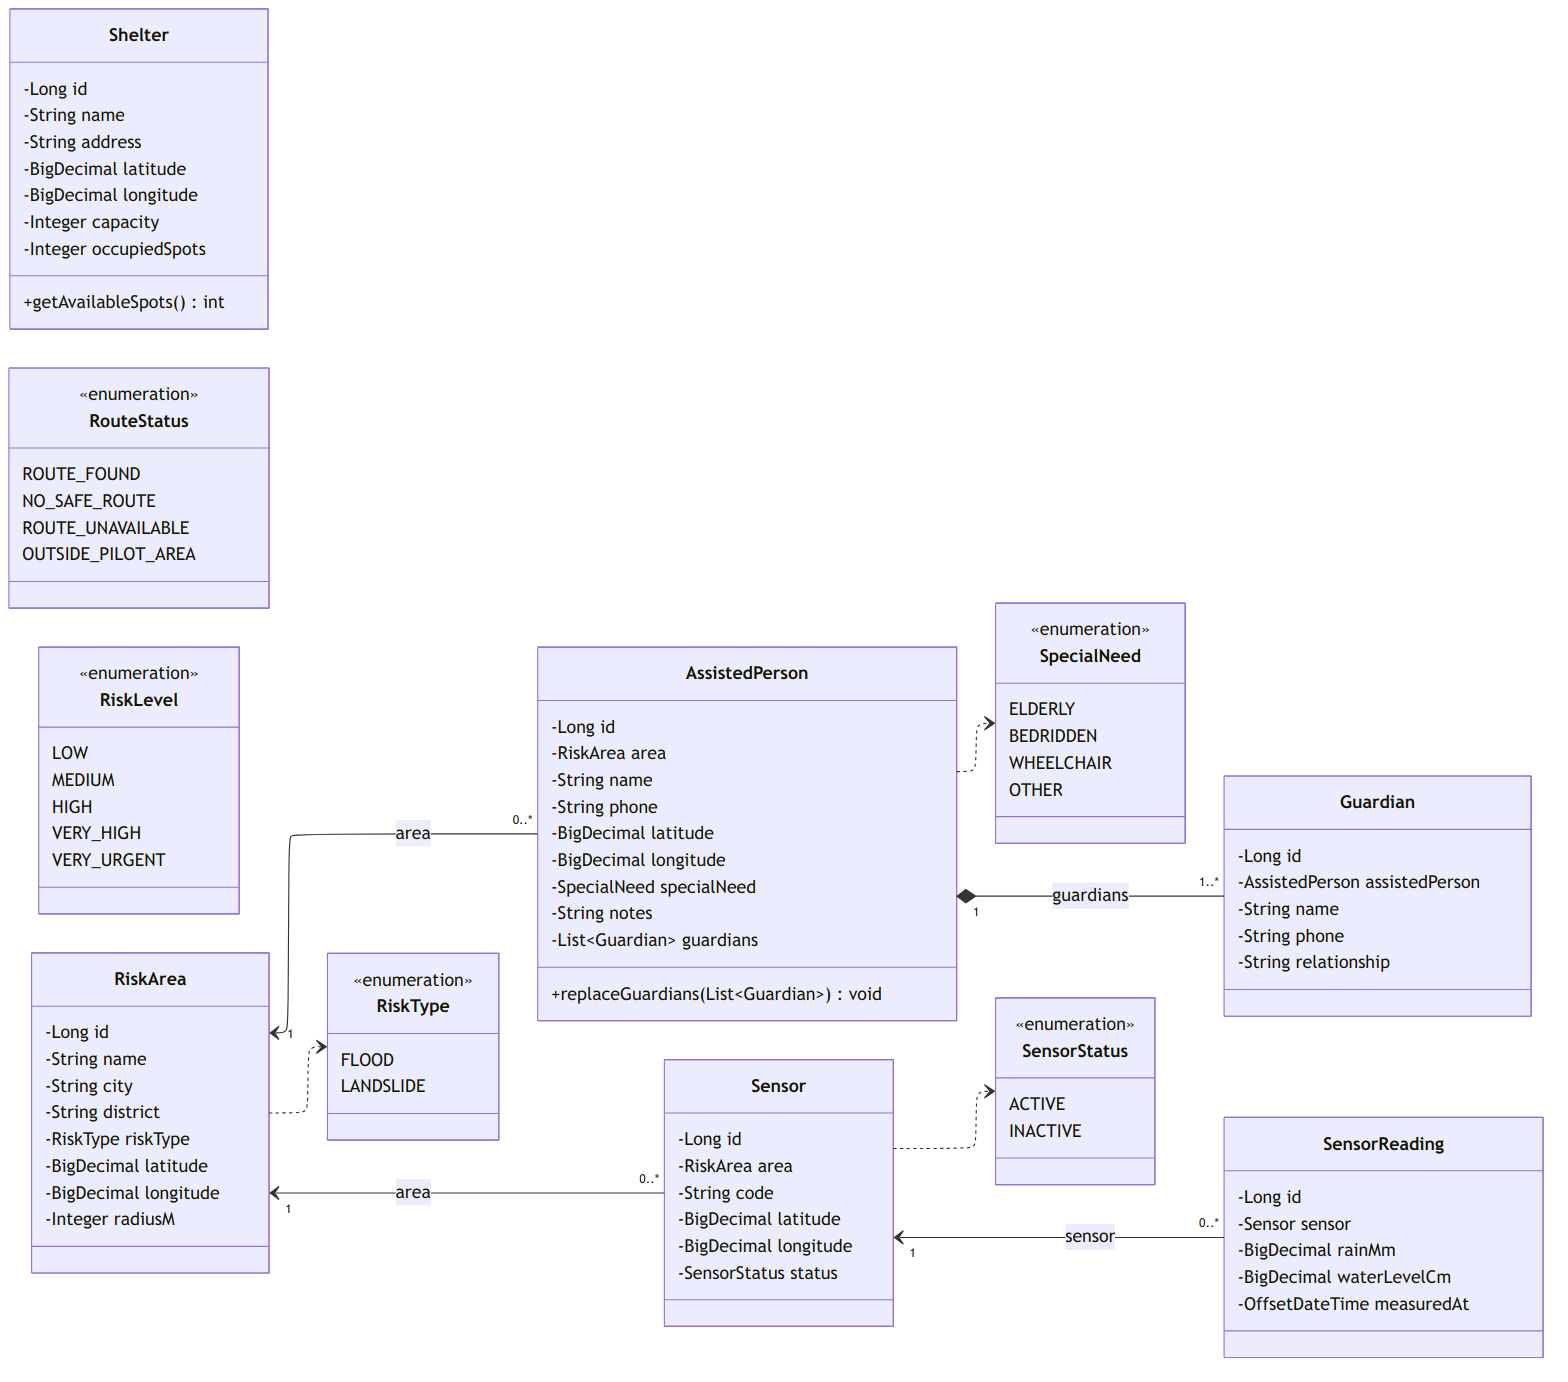 Shelter
-Long id
-String name
-String address
-BigDecimal latitude
-BigDecimal longitude
-Integer capacity
-Integer occupiedSpots
+getAvailableSpots() : int
«enumeration»
RouteStatus
ROUTE_FOUND
NO_SAFE_ROUTE
ROUTE_UNAVAILABLE
OUTSIDE_PILOT_AREA
«enumeration»
RiskLevel
LOW
MEDIUM
HIGH
VERY_HIGH
VERY_URGENT
RiskArea
-Long id
-String name
-String city
-String district
-RiskType riskType
-BigDecimal latitude
-BigDecimal longitude
-Integer radiusM
1
area
0..*
1
area
0..*
«enumeration»
RiskType
FLOOD
LANDSLIDE
AssistedPerson
-Long id
-RiskArea area
-String name
-String phone
-BigDecimal latitude
-BigDecimal longitude
-SpecialNeed specialNeed
-String notes
-List<Guardian> guardians
+replaceGuardians(List<Guardian>) : void
1
guardians
1..*
Sensor
-Long id
-RiskArea area
-String code
-BigDecimal latitude
-BigDecimal longitude
-SensorStatus status
1
sensor
0..*
«enumeration»
SpecialNeed
ELDERLY
BEDRIDDEN
WHEELCHAIR
OTHER
«enumeration»
SensorStatus
ACTIVE
INACTIVE
Guardian
-Long id
-AssistedPerson assistedPerson
-String name
-String phone
-String relationship
SensorReading
-Long id
-Sensor sensor
-BigDecimal rainMm
-BigDecimal waterLevelCm
-OffsetDateTime measuredAt